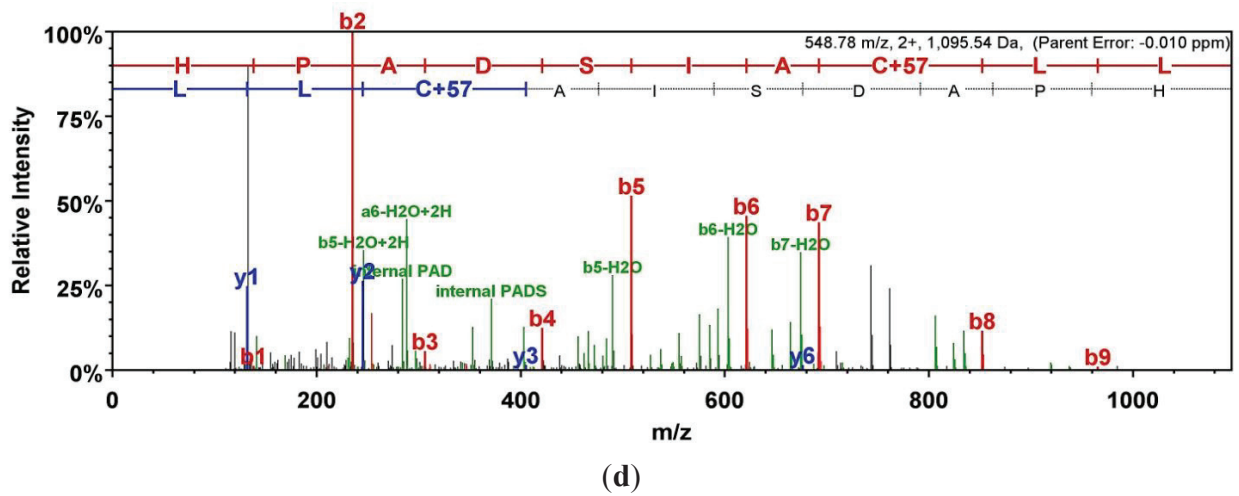 b2
100%
548.78 m/z, 2+, 1,095.54 Da, (Parent Error: -0.010 ppm)
H P A D S I A C+57 L L
L L C+57 A I S D A P H
75%
Relative Intensity
50%
b5
a6-H2O+2H
b6
b7
b6-H2O
b5-H2O+2H
b7-H2O
y1
y2
internal PAD
b5-H2O
25%
internal PADS
b4
b8
b1
b3
y3
y6
b9
0%
0 200 400 600 800 1000
m/z
(d)